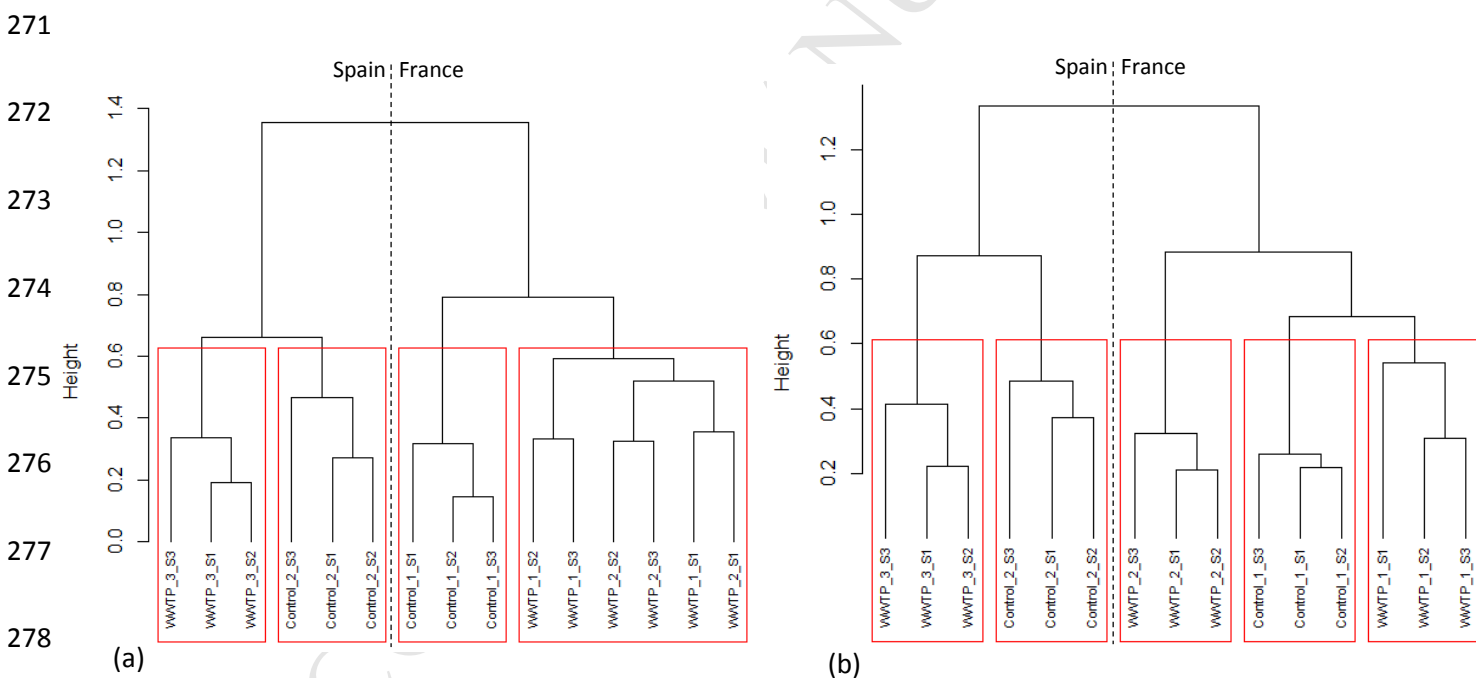 271
272
273
274
275
276
277
278
Spain France
Height
0.0 0.2 0.4 0.6 0.8 1.0 1.2 1.4
WWTP_3_S3
WWTP_3_S1
WWTP_3_S2
Control_2_S3
Control_2_S1
Control_2_S2
Control_1_S1
Control_1_S2
Control_1_S3
WWTP_1_S2
WWTP_1_S3
WWTP_2_S2
WWTP_2_S3
WWTP_1_S1
WWTP_2_S1
(a)
Spain France
Height
0.2 0.4 0.6 0.8 1.0 1.2
WWTP_3_S3
WWTP_3_S1
WWTP_3_S2
Control_2_S3
Control_2_S1
Control_2_S2
WWTP_2_S3
WWTP_2_S1
WWTP_2_S2
Control_1_S3
Control_1_S1
Control_1_S2
WWTP_1_S1
WWTP_1_S2
WWTP_1_S3
(b)